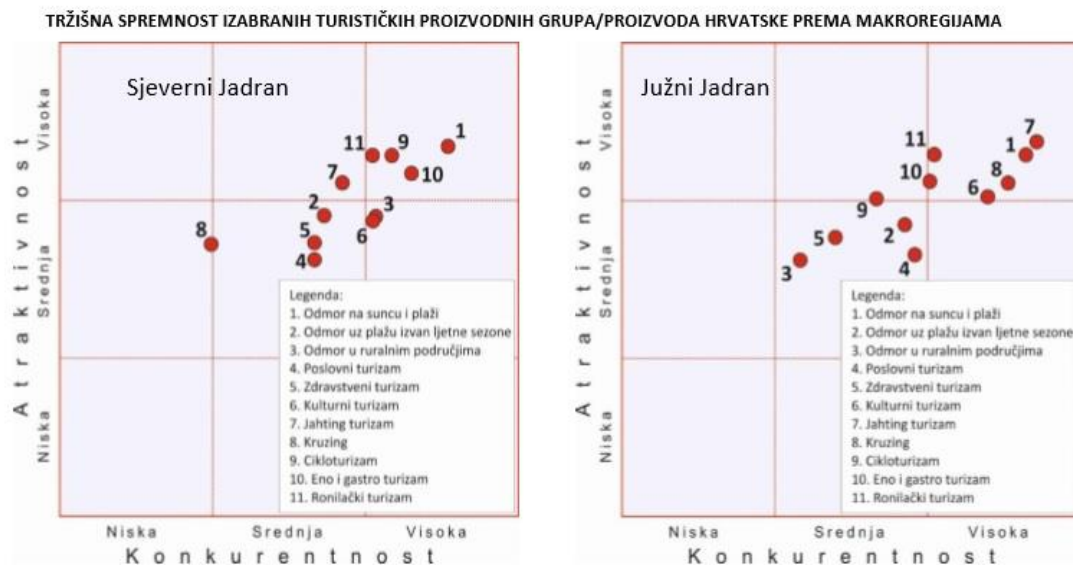 TRŽIŠNA SPREMNOST IZABRANIH TURISTIČKIH PROIZVODNIH GRUPA/PROIZVODA HRVATSKE PREMA MAKROREGIJAMA
Sjeverni Jadran
Atraktivnost
Visoka
Srednja
Niska
1
9
11
10
7
2
3
6
8
5
4
Legenda:
1. Odmor na suncu i plaži
2. Odmor uz plažu izvan ljetne sezone
3. Odmor u ruralnim područjima
4. Poslovni turizam
5. Zdravstveni turizam
6. Kulturni turizam
7. Jahting turizam
8. Kruzing
9. Cikloturizam
10. Eno i gastro turizam
11. Ronilački turizam
Niska Srednja Visoka
Konkurentnost
Južni Jadran
Atraktivnost
Visoka
Srednja
Niska
7
1
11
10
8
6
9
2
5
4
3
Legenda:
1. Odmor na suncu i plaži
2. Odmor uz plažu izvan ljetne sezone
3. Odmor u ruralnim područjima
4. Poslovni turizam
5. Zdravstveni turizam
6. Kulturni turizam
7. Jahting turizam
8. Kruzing
9. Cikloturizam
10. Eno i gastro turizam
11. Ronilački turizam
Niska Srednja Visoka
Konkurentnost